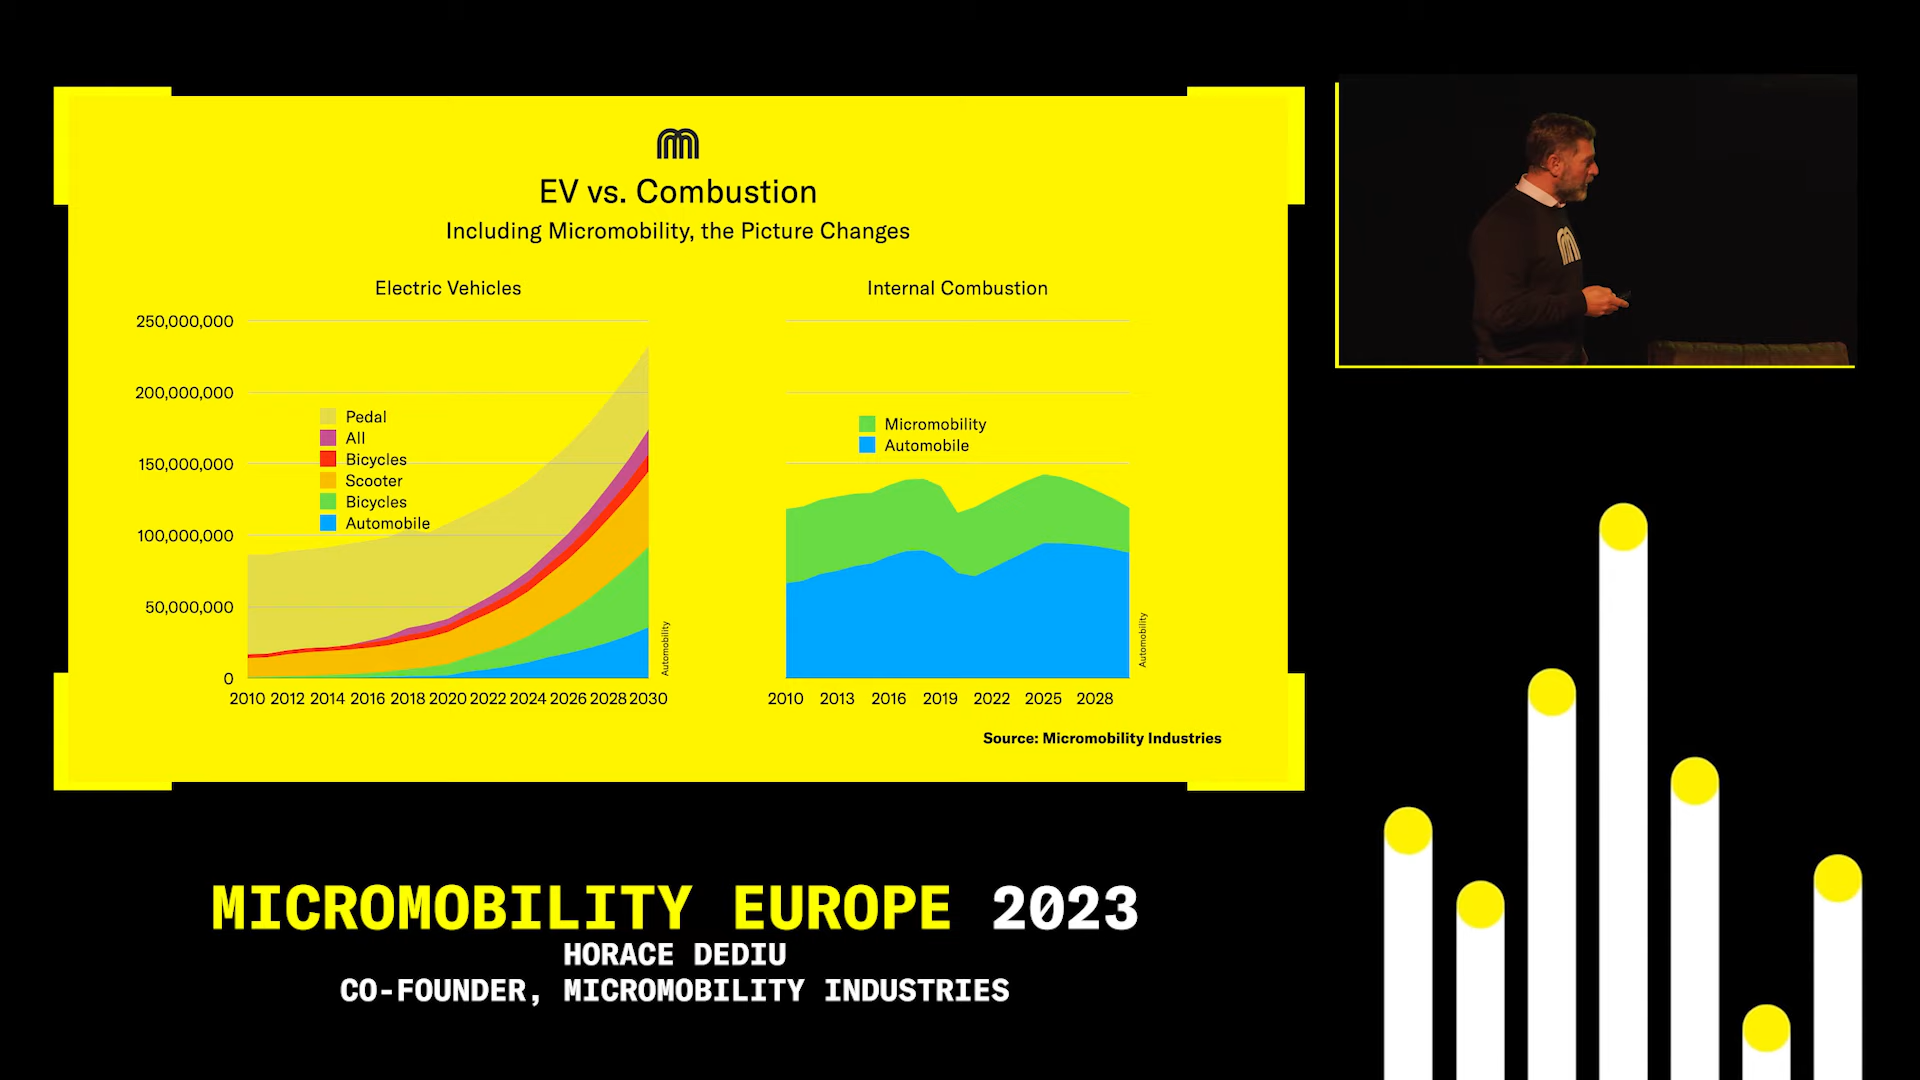 EV vs. Combustion
Including Micromobility, the Picture Changes
Electric Vehicles
250,000,000
200,000,000
150,000,000
100,000,000
50,000,000
0
Pedal
All
Bicycles
Scooter
Bicycles
Automobile
Automobility
2010 2012 2014 2016 2018 2020 2022 2024 2026 2028 2030
Internal Combustion
Micromobility
Automobile
Automobility
2010 2013 2016 2019 2022 2025 2028
Source: Micromobility Industries
MICROMOBILITY EUROPE 2023
HORACE DEDIU
CO-FOUNDER, MICROMOBILITY INDUSTRIES